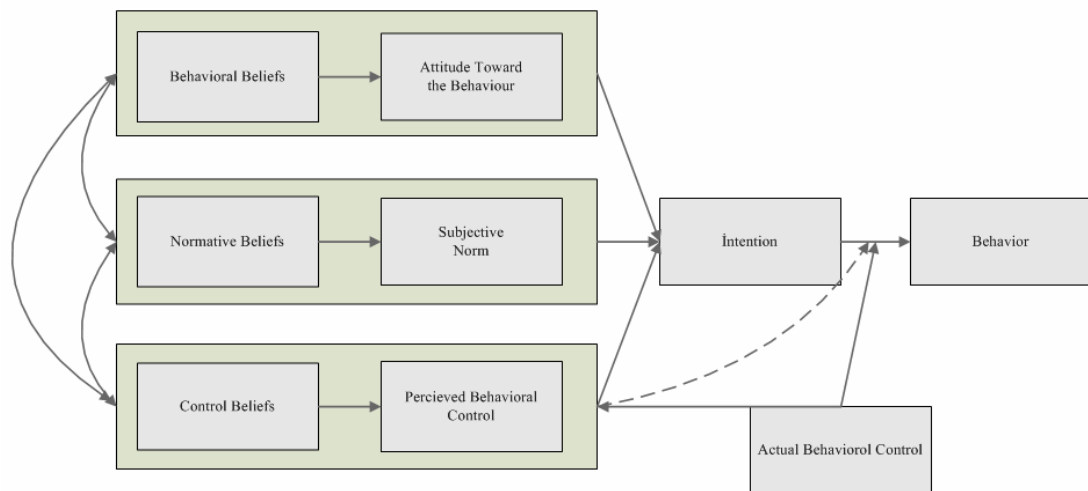 Behavioral Beliefs
Attitude Toward
the Behaviour
Normative Beliefs
Subjective
Norm
İntention
Behavior
Control Beliefs
Percieved Behavioral
Control
Actual Behaviorol Control